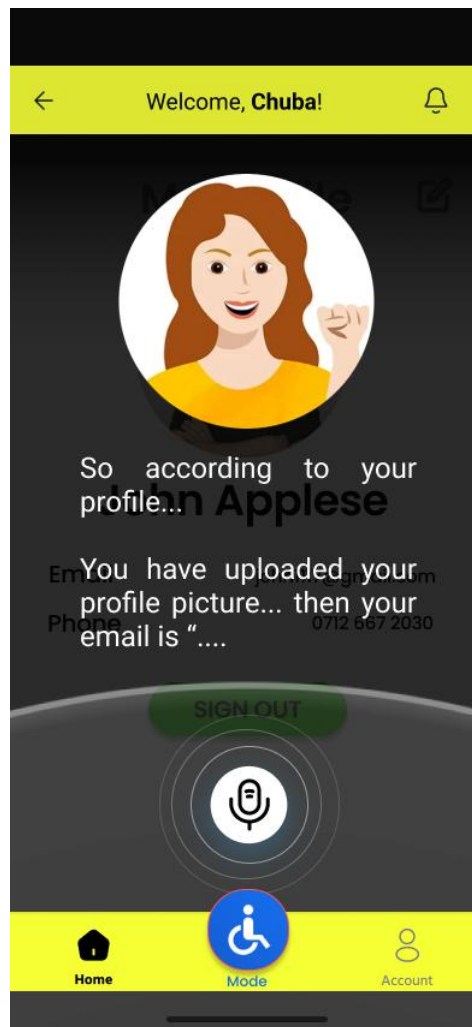 Welcome, Chuba!
So according to your
profile...
John Applese
You have uploaded your
profile picture... then your
email is “....
Phone
0712 667 2030
SIGN OUT
Home
Mode
Account